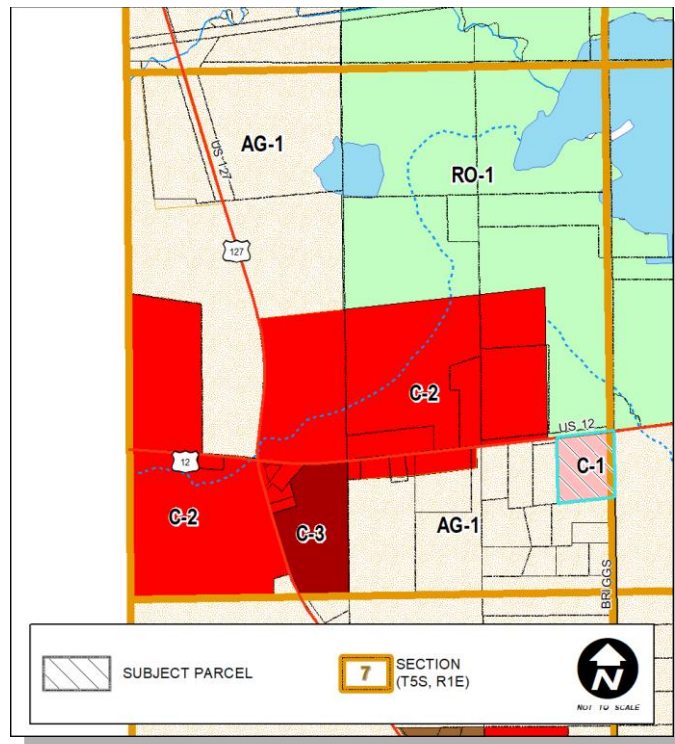 AG-1
US 127
RO-1
127
C-2
US 12
12
C-1
C-2
C-3
AG-1
BRIGGS
SUBJECT PARCEL
7
SECTION
(T5S, R1E)
N
NOT TO SCALE